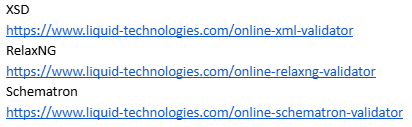 XSD
https://www.liquid-technologies.com/online-xml-validator
RelaxNG
https://www.liquid-technologies.com/online-relaxng-validator
Schematron
https://www.liquid-technologies.com/online-schematron-validator